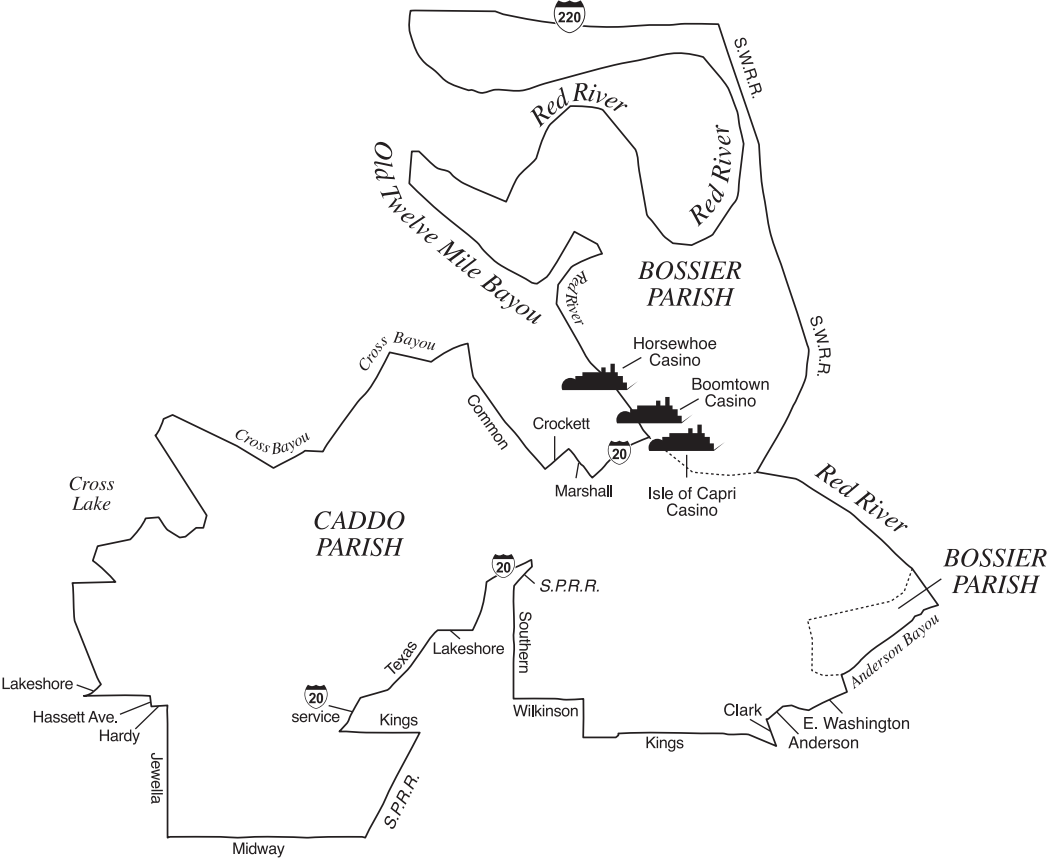 220
S.W.R.R.
Red River
Red River
Old Twelve Mile Bayou
BOSSIER
PARISH
Red River
S.W.R.R.
Cross Bayou
Horsewhoe
Casino
Boomtown
Casino
Common
Crockett
Cross Bayou
20
Marshall
Isle of Capri
Casino
Red River
Cross
Lake
CADDO
PARISH
BOSSIER
PARISH
20
S.P.R.R.
Southern
Lakeshore
Texas
Anderson Bayou
Lakeshore
20
service
Hassett Ave.
Hardy
Kings
Wilkinson
Clark
E. Washington
Anderson
Kings
Jewella
S.P.R.R.
Midway